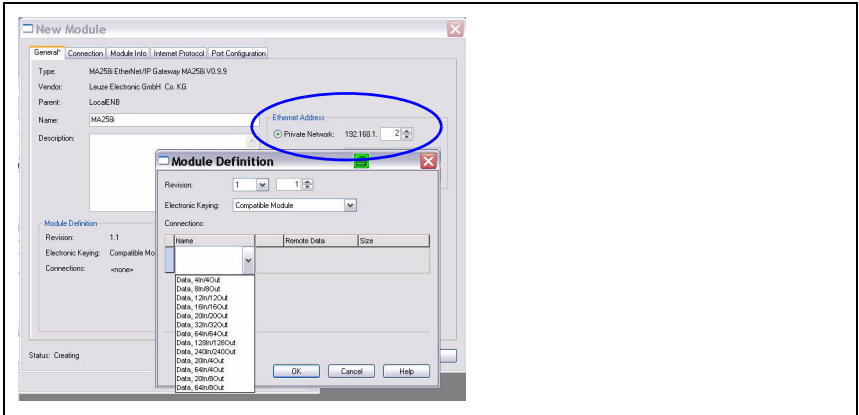 New Module
General* Connection Module Info Internet Protocol Port Configuration
Type: MA258i EtherNet/IP Gateway MA258i V0.9.9
Vendor: Leuze Electronic GmbH Co. KG
Parent: LocalENB
Name: MA258i
Ethernet Address
Private Network: 192.168.1. 2
Description:
Module Definition
Revision: 1 1
Electronic Keying: Compatible Module
Connections:
Name Remote Data Size
Data, 4In/4Out
Data, 8In/8Out
Data, 12In/12Out
Data, 16In/16Out
Data, 20In/20Out
Data, 32In/32Out
Data, 64In/64Out
Data, 128In/128Out
Data, 240In/240Out
Data, 20In/4Out
Data, 64In/4Out
Data, 20In/8Out
Data, 64In/8Out
OK Cancel Help
Module Definition
Revision: 1.1
Electronic Keying: Compatible Mo
Connections: <none>
Status: Creating